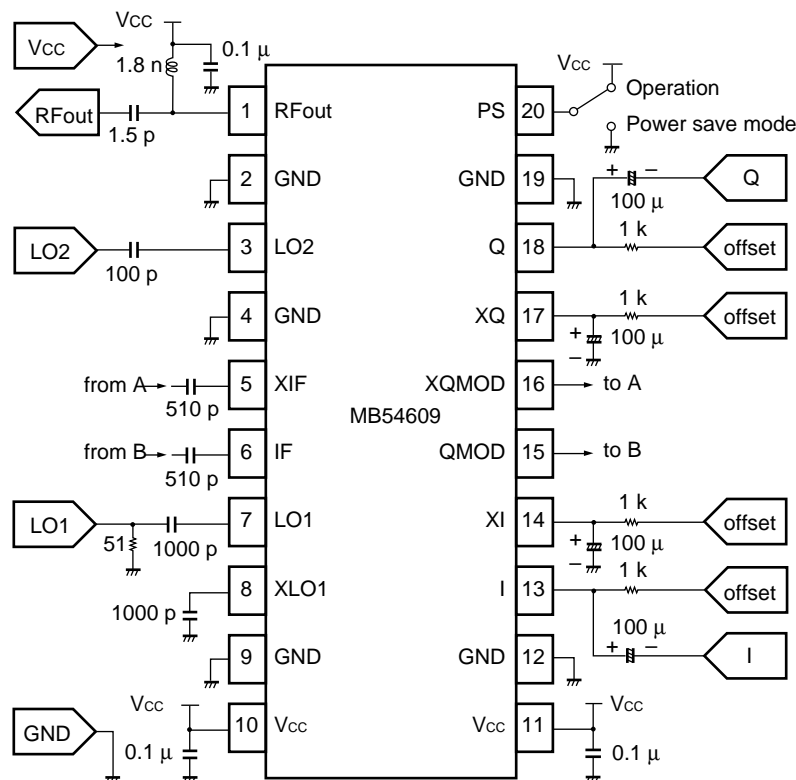 VCC
VCC
0.1 µ
1.8 n
RFout
1.5 p
1
RFout
PS
20
VCC
Operation
Power save mode
2
GND
GND
19
+
–
100 µ
Q
LO2
100 p
3
LO2
Q
18
1 k
offset
4
GND
XQ
17
1 k
+
100 µ
–
offset
from A
510 p
5
XIF
XQMOD
16
to A
MB54609
from B
510 p
6
IF
QMOD
15
to B
LO1
51
1000 p
7
LO1
XI
14
1 k
+
100 µ
–
offset
1000 p
8
XLO1
I
13
1 k
offset
9
GND
GND
12
100 µ
+
–
I
GND
VCC
0.1 µ
10
VCC
VCC
11
VCC
0.1 µ